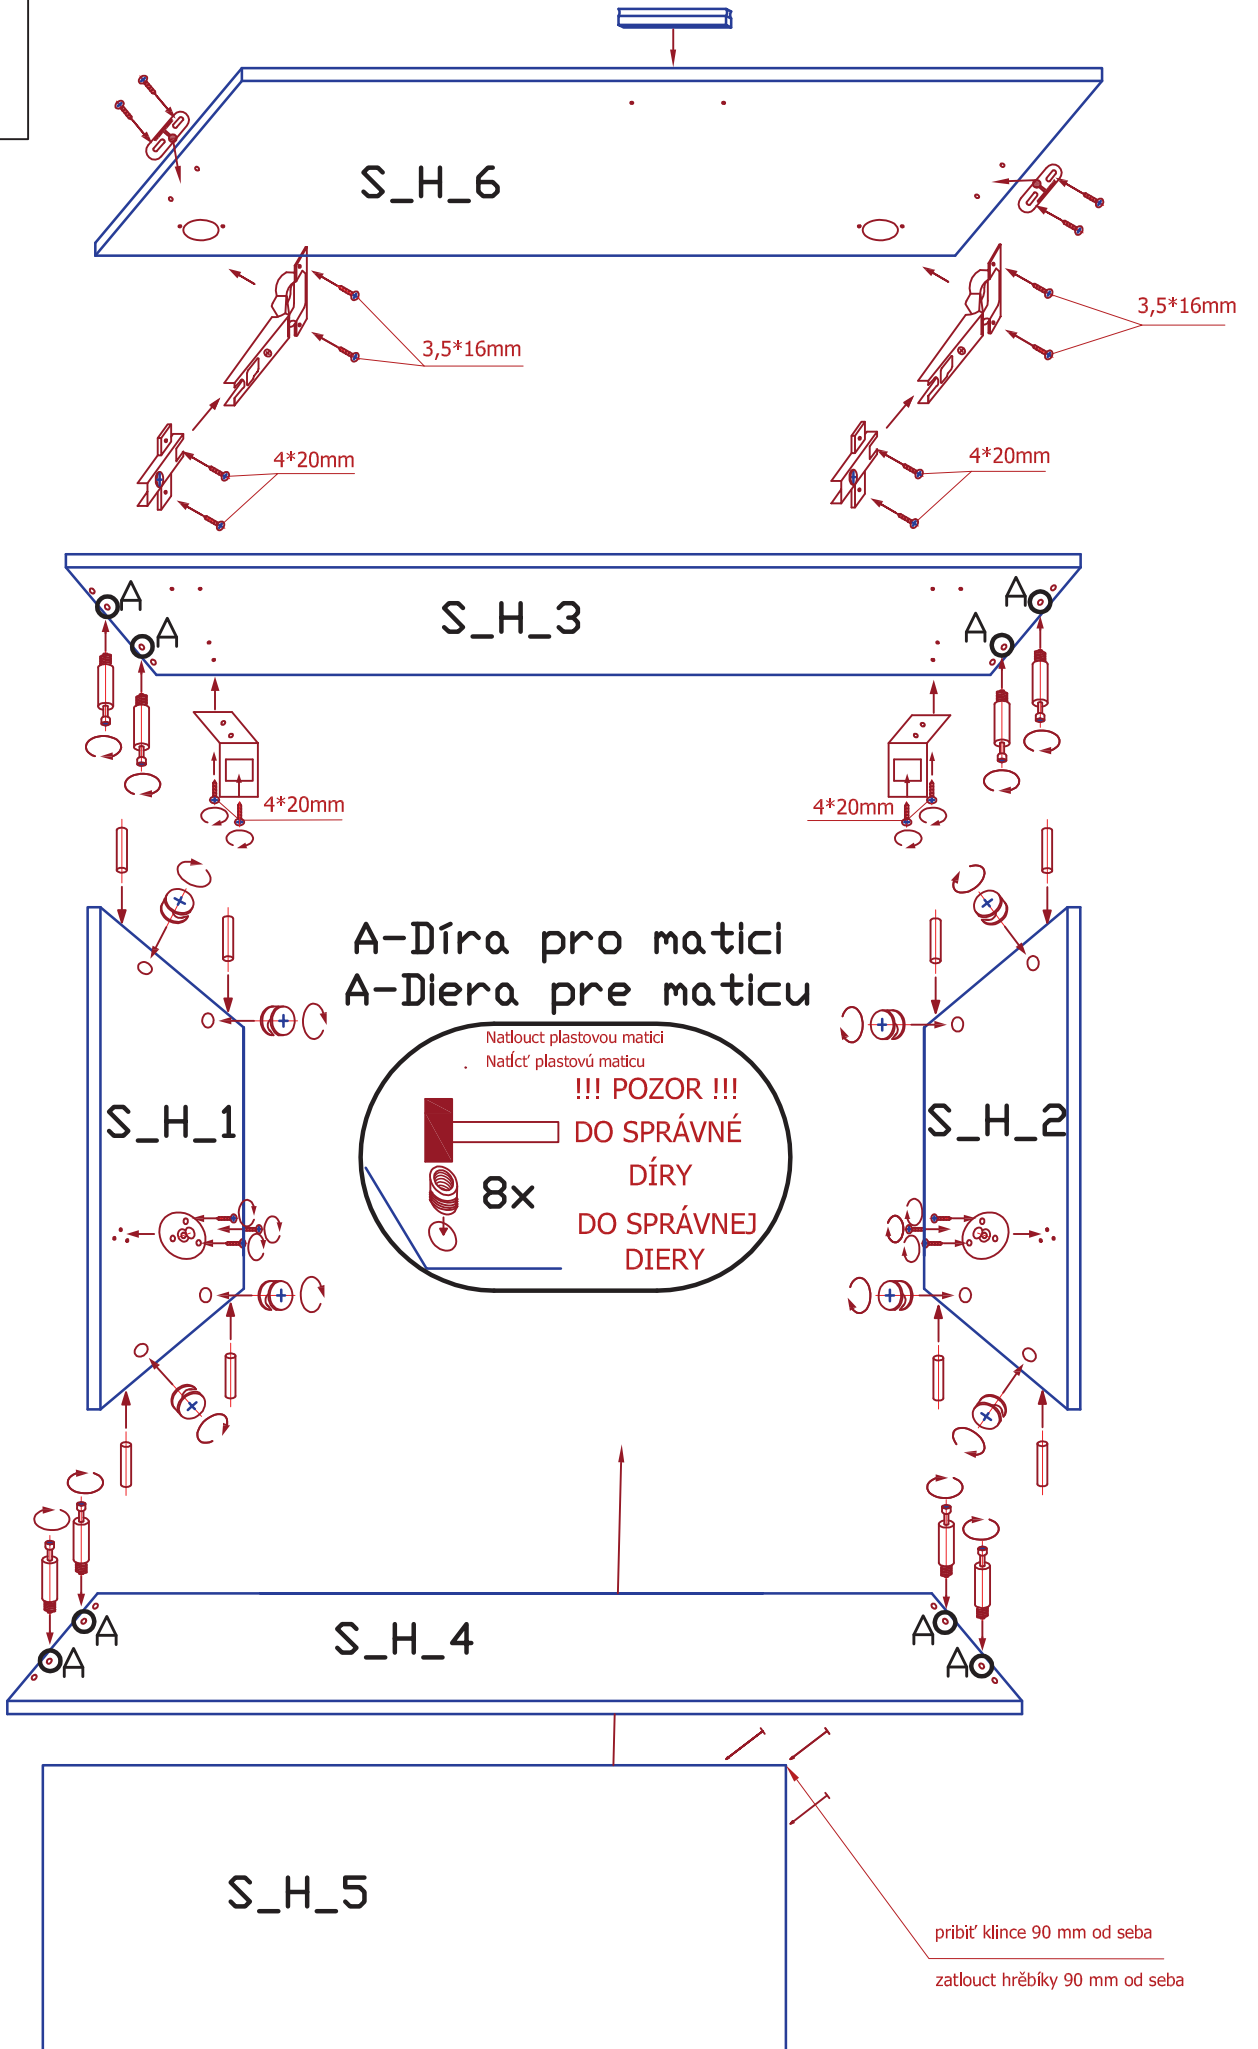 S_H_6
3,5*16mm
3,5*16mm
4*20mm
4*20mm
A
A
S_H_3
A
A
4*20mm
4*20mm
A-Díra pro matici
A-Diera pre maticu
Natlouct plastovou matici
Natĺcť plastovú maticu
!!! POZOR !!!
DO SPRÁVNÉ
DÍRY
8x
DO SPRÁVNEJ
DIERY
S_H_1
S_H_2
S_H_4
A
A
A
A
S_H_5
pribiť klince 90 mm od seba
zatlouct hrěbíky 90 mm od seba